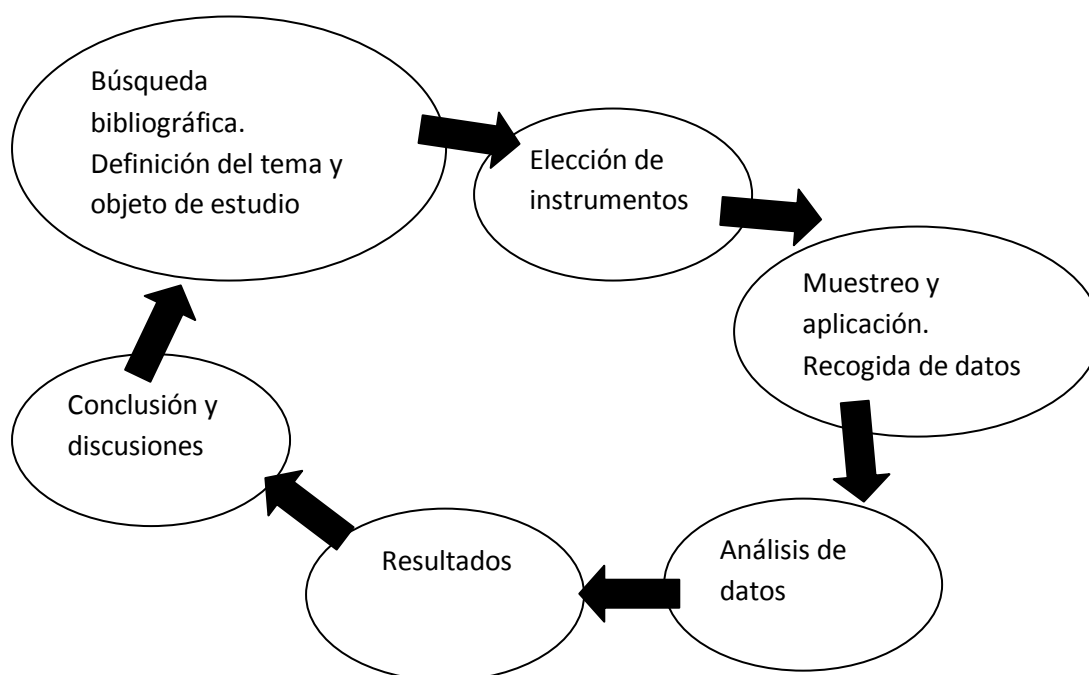 Búsqueda
bibliográfica.
Definición del tema y
objeto de estudio
Elección de
instrumentos
Muestreo y
aplicación.
Recogida de datos
Análisis de
datos
Resultados
Conclusión y
discusiones